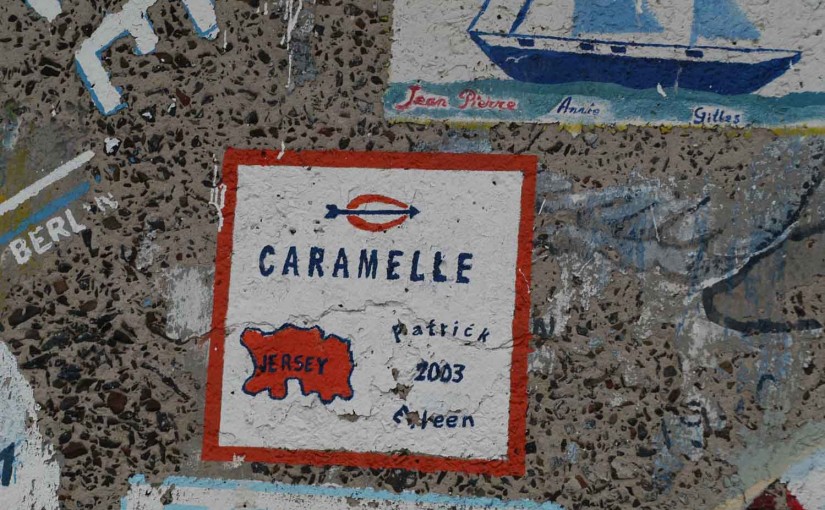 Jean Pierre
Annie
Gilles
BERLIN
CARAMELLE
Patrick
JERSEY
2003
Eileen